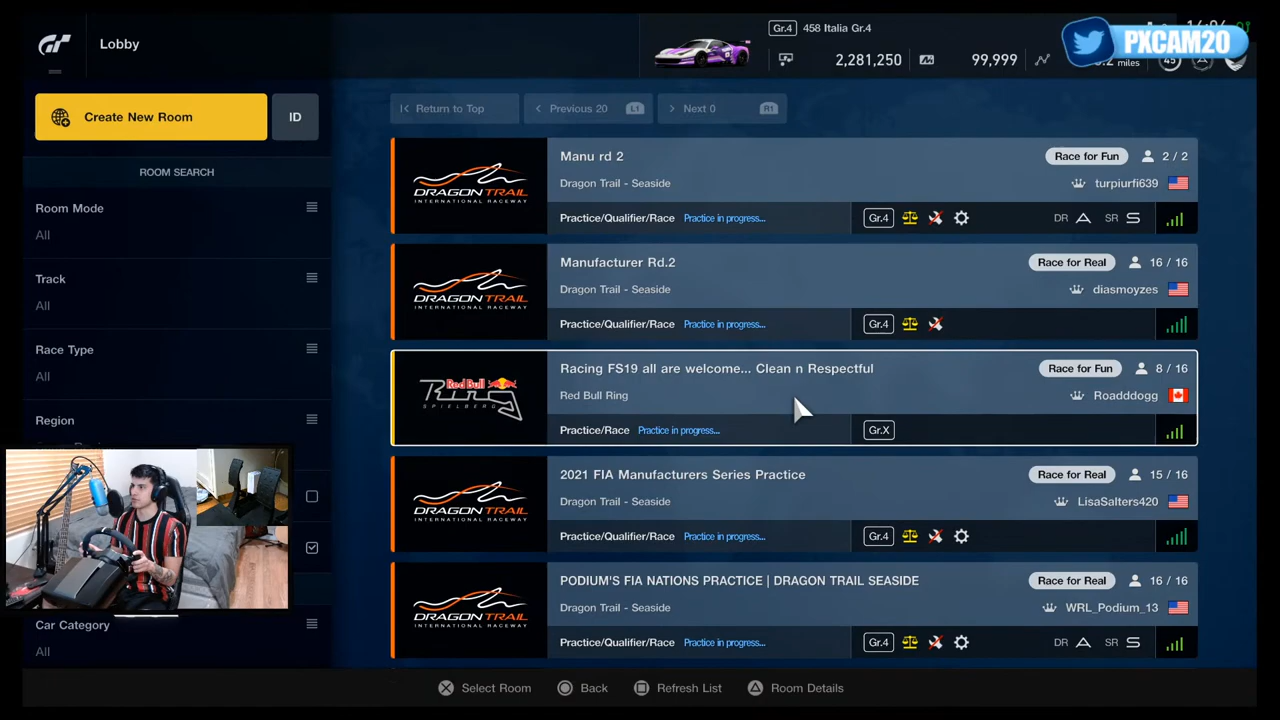 Lobby
Gr.4 458 Italia Gr.4
2,281,250 99,999 miles
45
PXCAM20
Create New Room ID
Return to Top Previous 20 L1 Next 0 R1
ROOM SEARCH
Room Mode
All
Track
All
Race Type
All
Region
Car Category
All
Manu rd 2 Race for Fun 2 / 2
Dragon Trail - Seaside turpiurfi639
Practice/Qualifier/Race Practice in progress... Gr.4 DR A SR S
DRAGON TRAIL
INTERNATIONAL RACEWAY
Manufacturer Rd.2 Race for Real 16 / 16
Dragon Trail - Seaside diasmoyzes
Practice/Qualifier/Race Practice in progress... Gr.4
DRAGON TRAIL
INTERNATIONAL RACEWAY
Racing FS19 all are welcome... Clean n Respectful Race for Fun 8 / 16
Red Bull Ring Roadddogg
Practice/Race Practice in progress... Gr.X
Red Bull
Ring
SPIELBERG
2021 FIA Manufacturers Series Practice Race for Real 15 / 16
Dragon Trail - Seaside LisaSalters420
Practice/Qualifier/Race Practice in progress... Gr.4
DRAGON TRAIL
INTERNATIONAL RACEWAY
PODIUM'S FIA NATIONS PRACTICE | DRAGON TRAIL SEASIDE Race for Real 16 / 16
Dragon Trail - Seaside WRL_Podium_13
Practice/Qualifier/Race Practice in progress... Gr.4 DR A SR S
DRAGON TRAIL
INTERNATIONAL RACEWAY
Select Room Back Refresh List Room Details